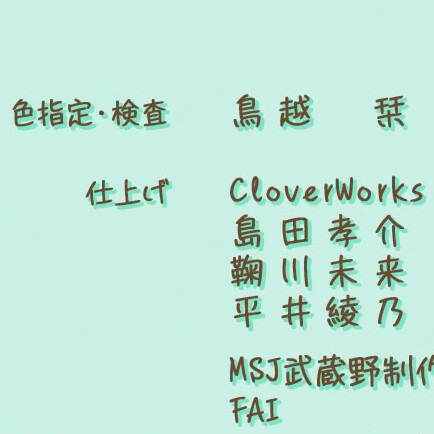 色指定・検査 鳥越 栞
仕上げ CloverWorks
島田孝介
鞠川未来
平井綾乃
MSJ武蔵野制作
FAI